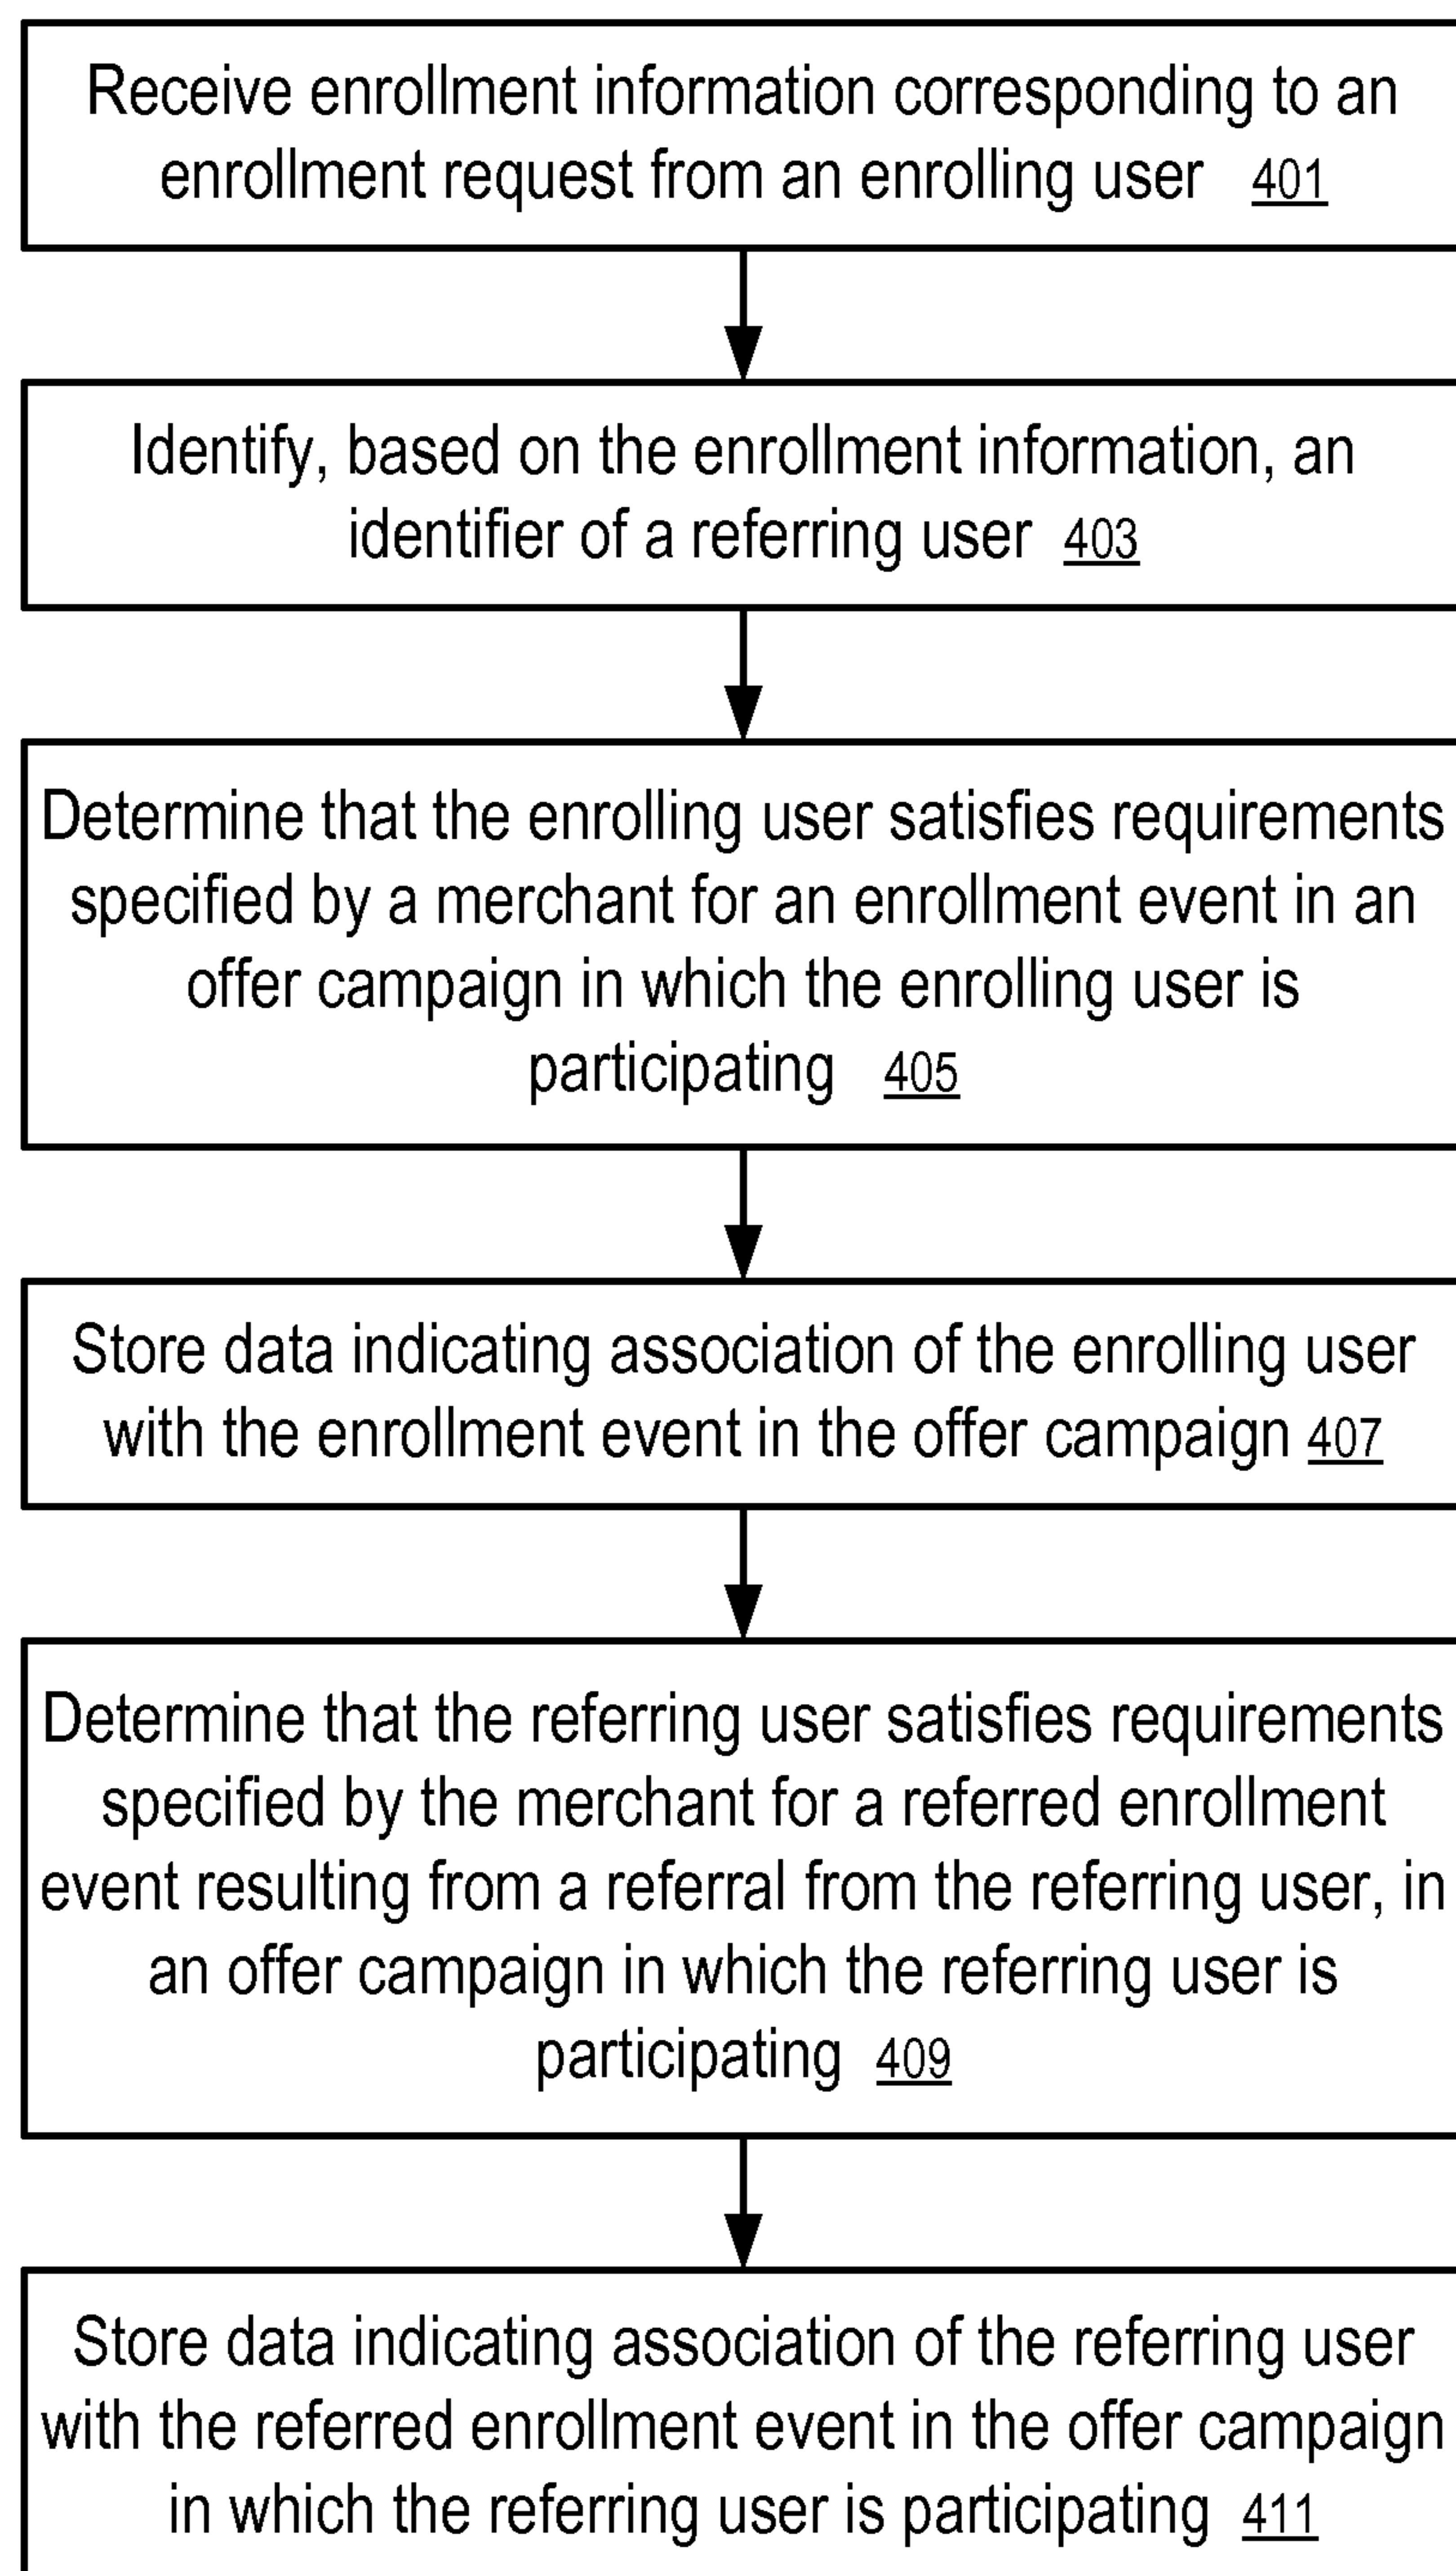 Receive enrollment information corresponding to an
enrollment request from an enrolling user 401
Identify, based on the enrollment information, an
identifier of a referring user 403
Determine that the enrolling user satisfies requirements
specified by a merchant for an enrollment event in an
offer campaign in which the enrolling user is
participating 405
Store data indicating association of the enrolling user
with the enrollment event in the offer campaign 407
Determine that the referring user satisfies requirements
specified by the merchant for a referred enrollment
event resulting from a referral from the referring user, in
an offer campaign in which the referring user is
participating 409
Store data indicating association of the referring user
with the referred enrollment event in the offer campaign
in which the referring user is participating 411